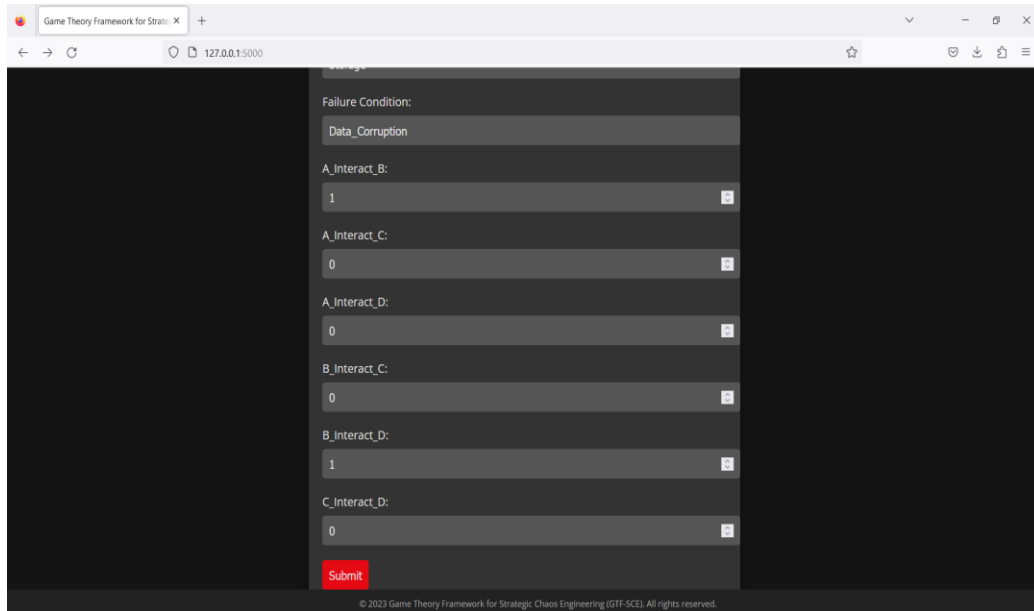 Game Theory Framework for Strate
127.0.0.1:5000
Failure Condition:
Data_Corruption
A_Interact_B:
1
A_Interact_C:
0
A_Interact_D:
0
B_Interact_C:
0
B_Interact_D:
1
C_Interact_D:
0
Submit
© 2023 Game Theory Framework for Strategic Chaos Engineering (GTF-SCE). All rights reserved.